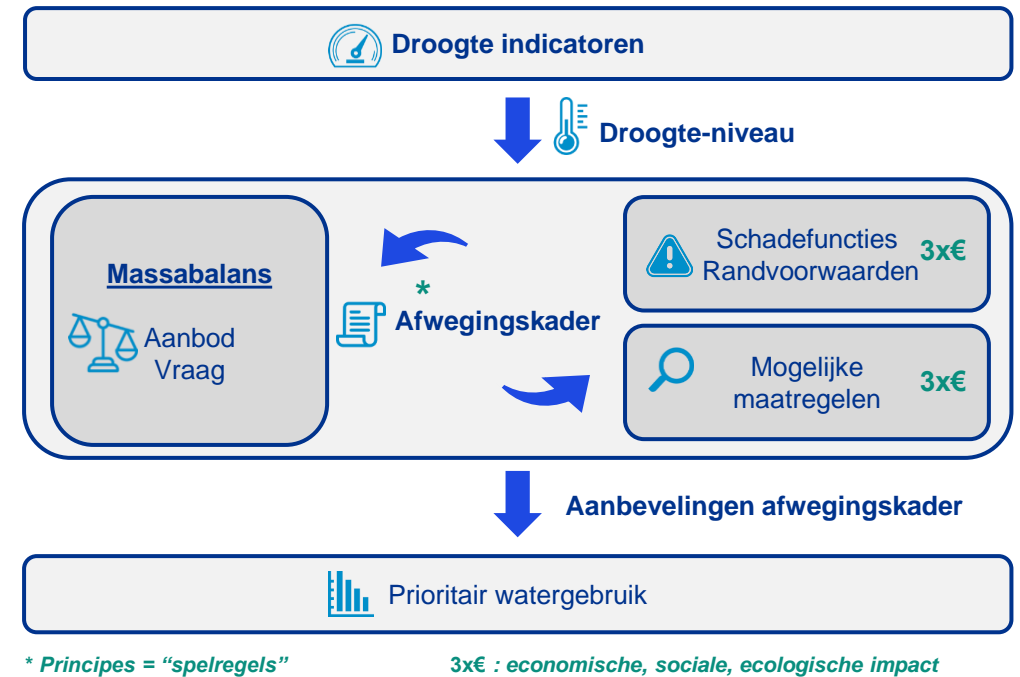 Droogte indicatoren
Droogte-niveau
Massabalans
Aanbod
Vraag
*
Afwegingskader
Schadefuncties
Randvoorwaarden
3x€
Mogelijke
maatregelen
3x€
Aanbevelingen afwegingskader
Prioritair watergebruik
* Principes = “spelregels”
3x€ : economische, sociale, ecologische impact